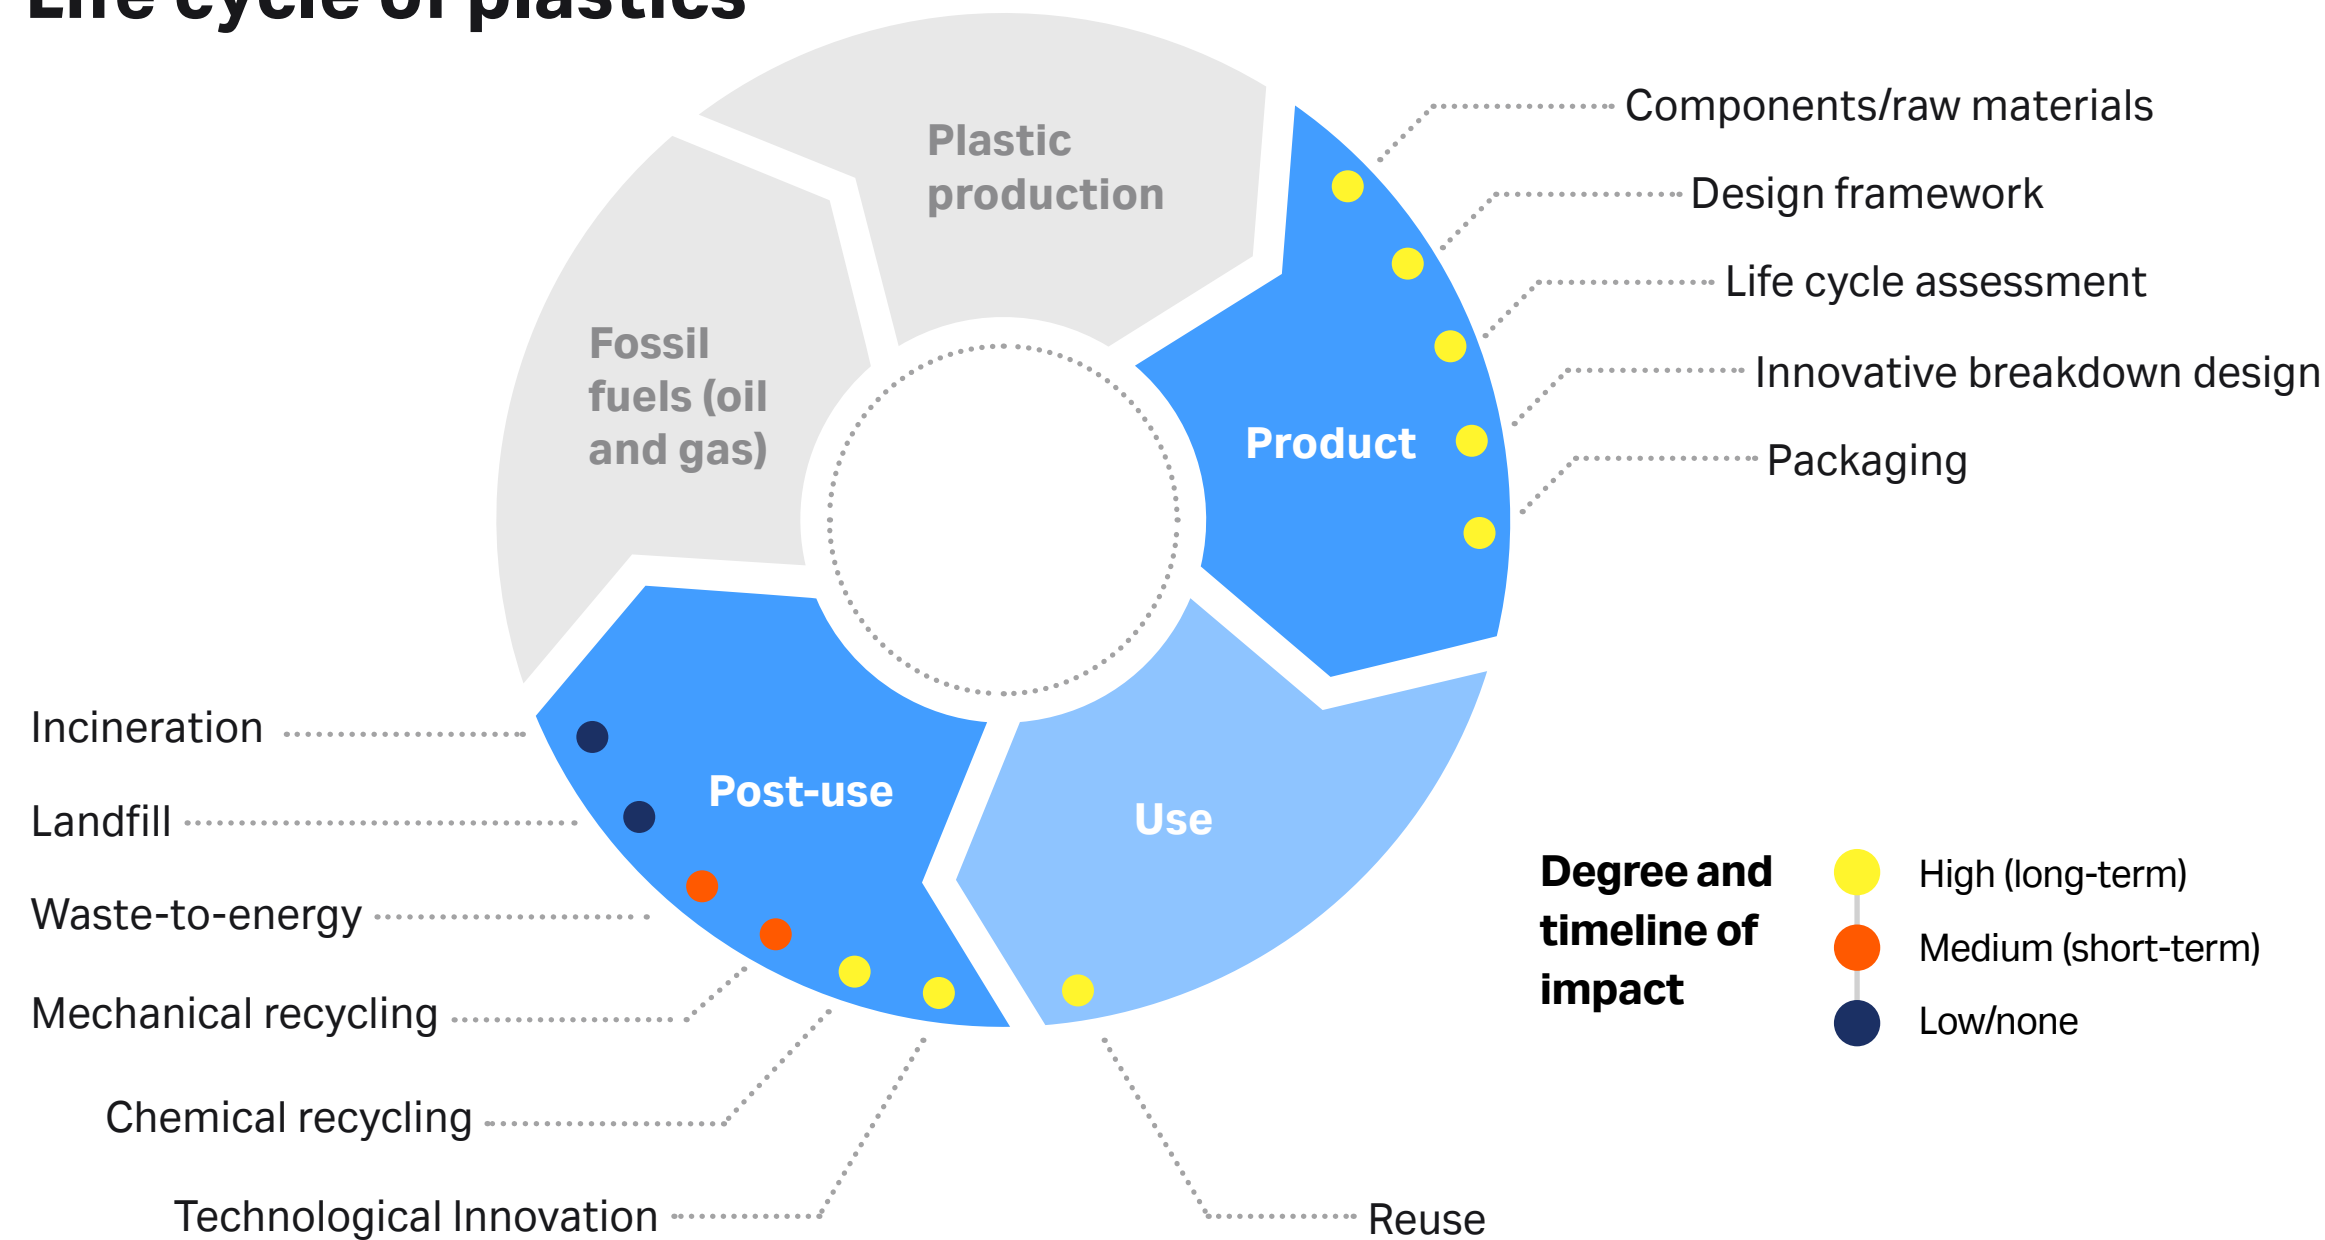 Life cycle of plastics
Plastic
production
Fossil
fuels (oil
and gas)
Product
Use
Post-use
Components/raw materials
Design framework
Life cycle assessment
Innovative breakdown design
Packaging
Incineration
Landfill
Waste-to-energy
Mechanical recycling
Chemical recycling
Technological Innovation
Reuse
Degree and
timeline of
impact
High (long-term)
Medium (short-term)
Low/none